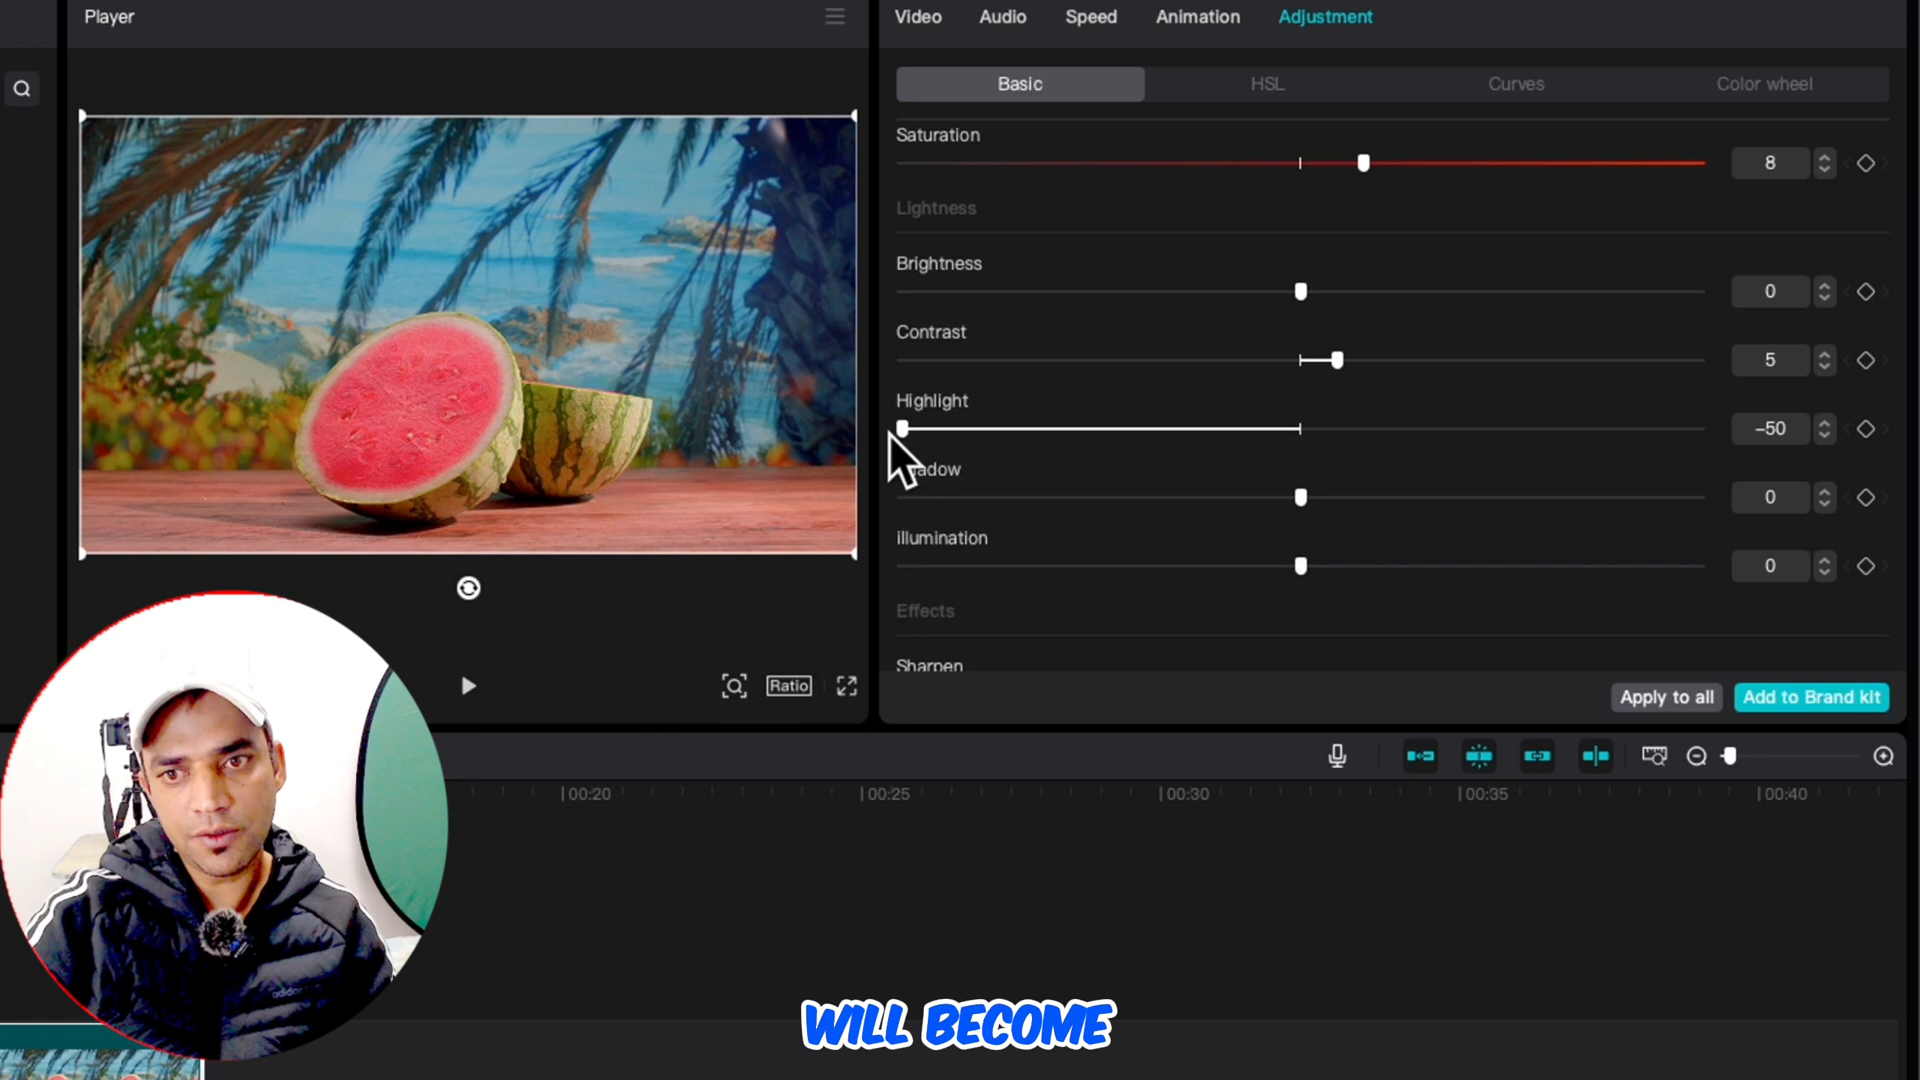 Player
Video Audio Speed Animation Adjustment
Basic HSL Curves Color wheel
Saturation
8
Lightness
Brightness
0
Contrast
5
Highlight
-50
adow
0
illumination
0
Effects
Sharpen
Ratio
Apply to all Add to Brand kit
00:20 00:25 00:30 00:35 00:40
adidas
WILL BECOME